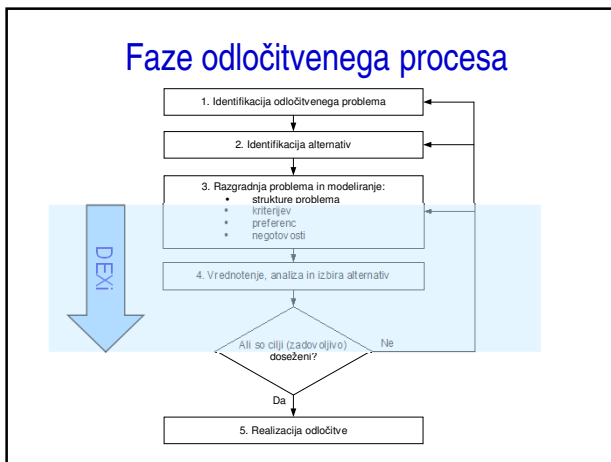 Faze odločitvenega procesa
1. Identifikacija odločitvenega problema
2. Identifikacija alternativ
3. Razgradnja problema in modeliranje:
• strukture problema
• kriterijev
• preferenc
• negotovosti
DEXi
4. Vrednotenje, analiza in izbira alternativ
Ali so cilji (zadovoljivo)
doseženi?
Ne
Da
5. Realizacija odločitve